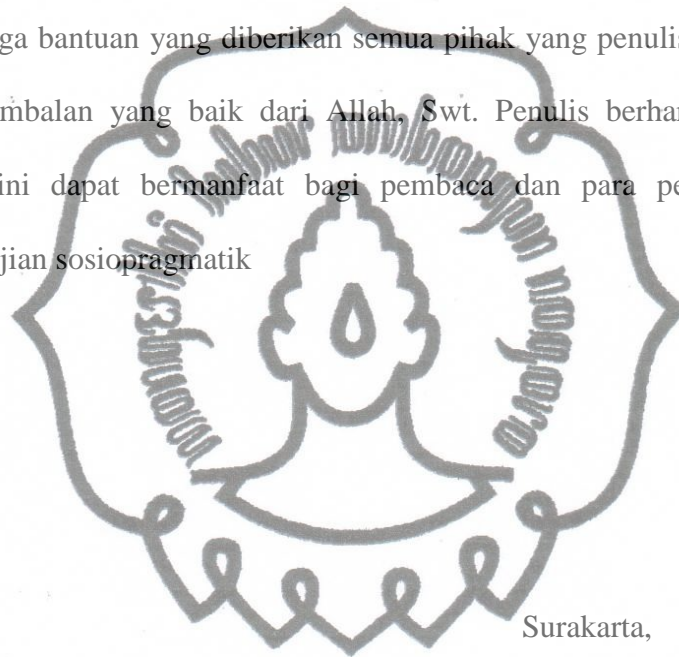 ga bantuan yang diberikan semua pihak yang penulis
mbalan yang baik dari Allah, Swt. Penulis berhar
ini dapat bermanfaat bagi pembaca dan para pe
jian sosiopragmatik
Surakarta,